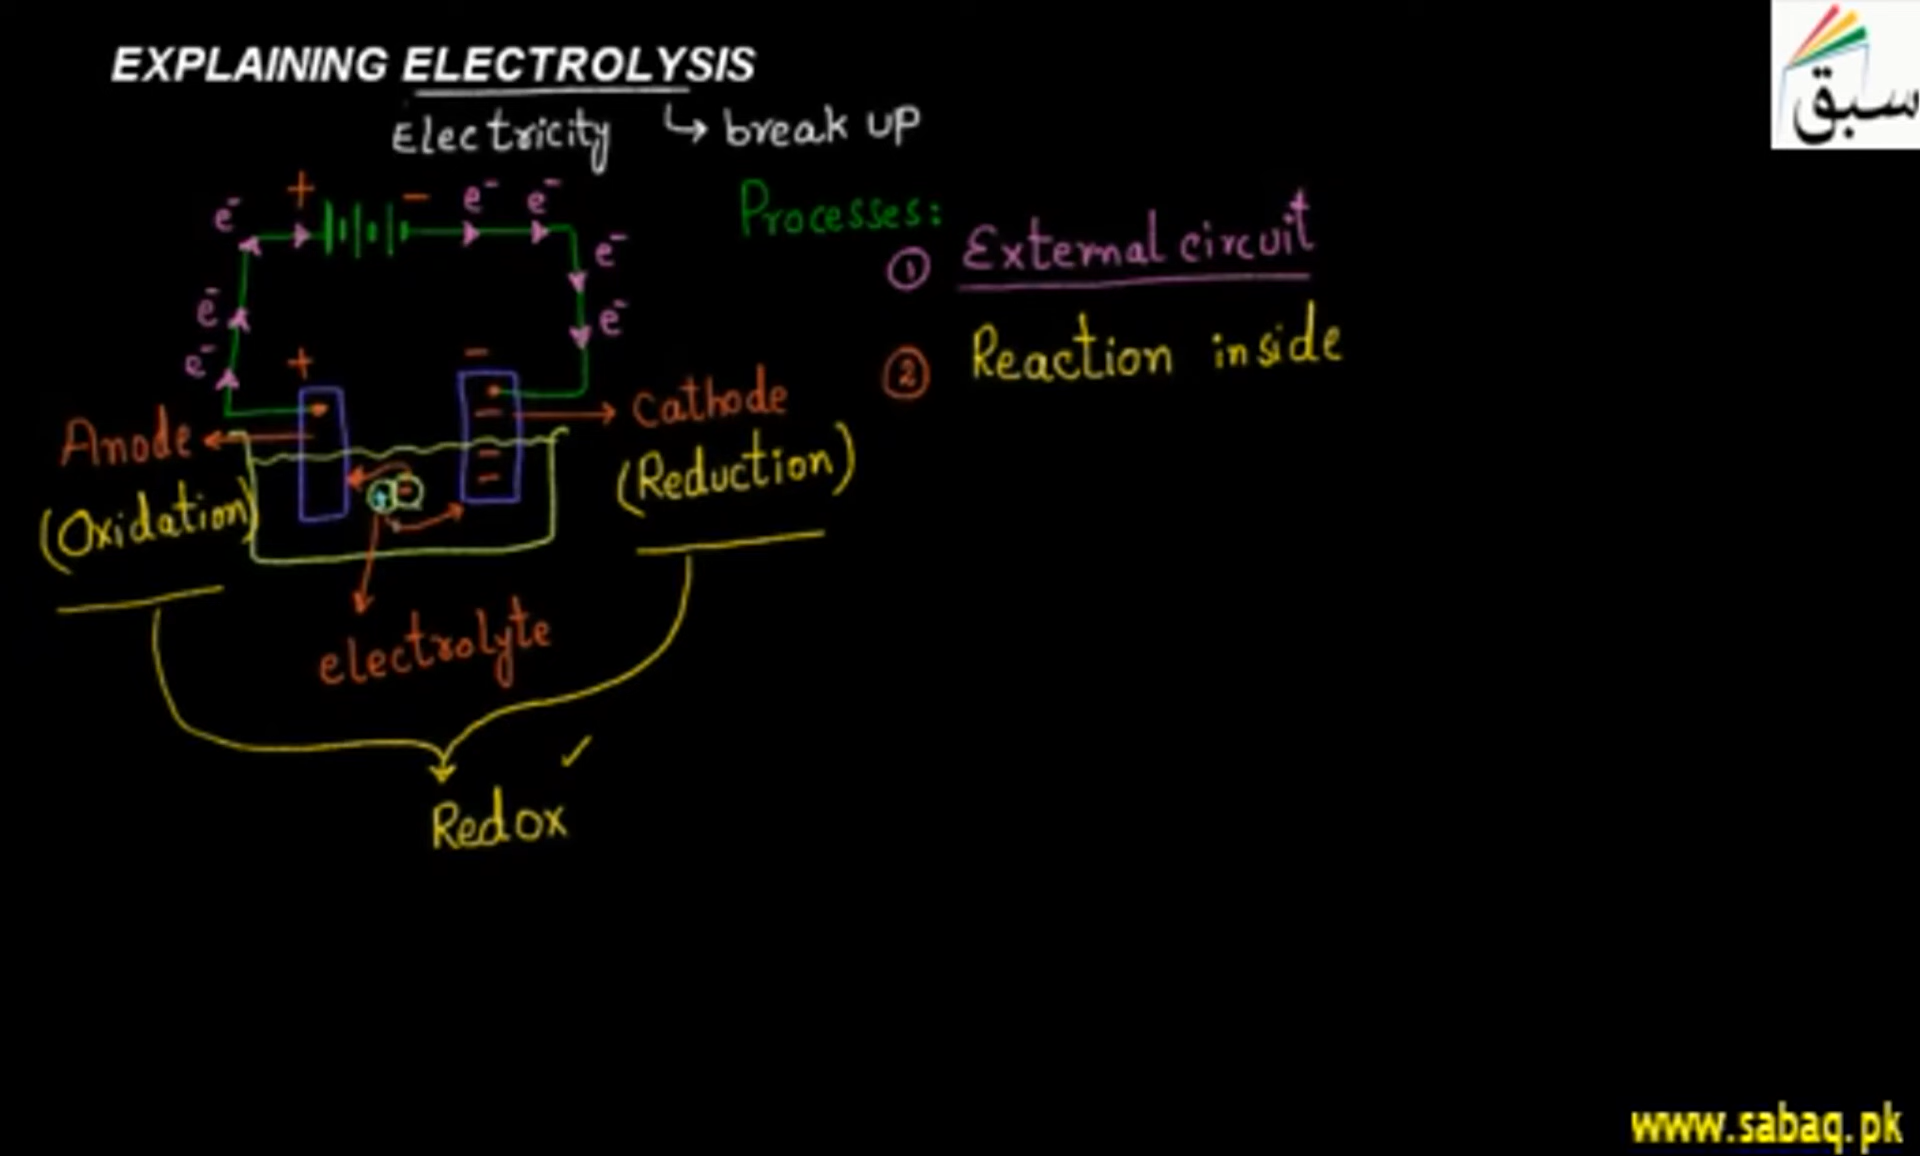 EXPLAINING ELECTROLYSIS
سبق
Electricity ↳ break up
+ − e⁻ e⁻
e⁻
Processes:
① External circuit
e⁻
e⁻ e⁻
② Reaction inside
e⁻ + −
Anode
Cathode
(Oxidation)
(Reduction)
electrolyte
Redox ✓
www.sabaq.pk